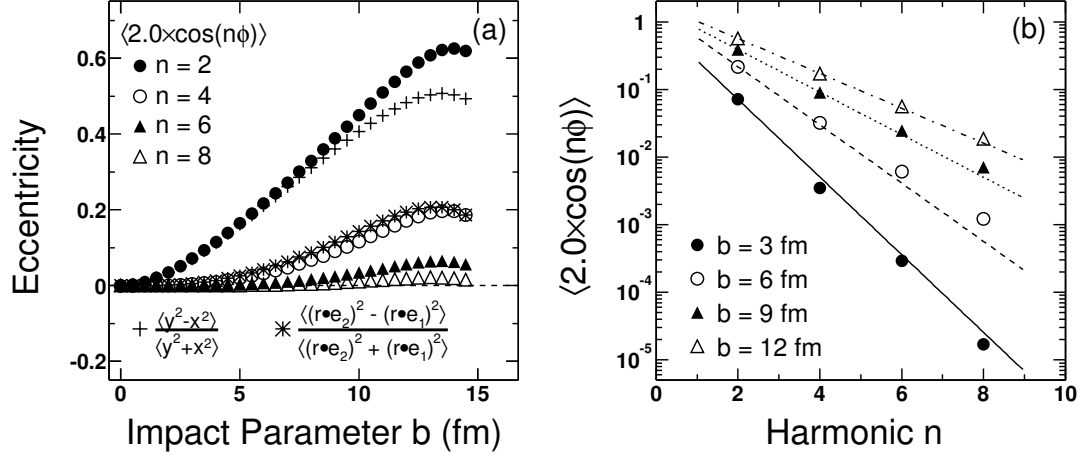 ⟨2.0×cos(nϕ)⟩
(a)
n = 2
n = 4
n = 6
n = 8
0.6
0.4
0.2
0
-0.2
Eccentricity
⟨y²-x²⟩
⟨y²+x²⟩
⟨(r•e₂)² - (r•e₁)²⟩
⟨(r•e₂)² + (r•e₁)²⟩
0 5 10 15
Impact Parameter b (fm)
(b)
1
10⁻¹
10⁻²
10⁻³
10⁻⁴
10⁻⁵
⟨2.0×cos(nϕ)⟩
b = 3 fm
b = 6 fm
b = 9 fm
b = 12 fm
0 2 4 6 8 10
Harmonic n